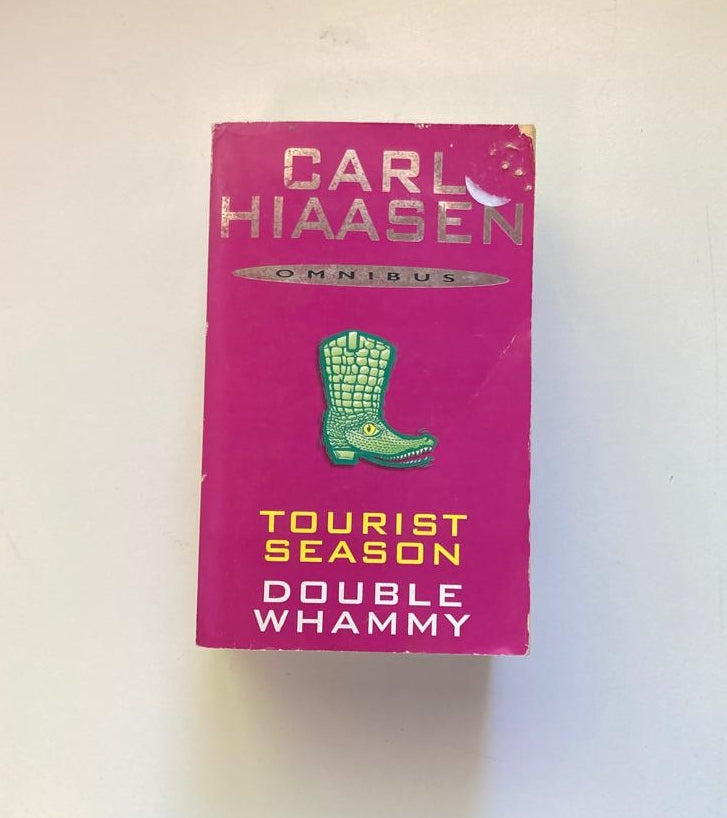 CARL
HIAASEN
OMNIBUS
TOURIST
SEASON
DOUBLE
WHAMMY